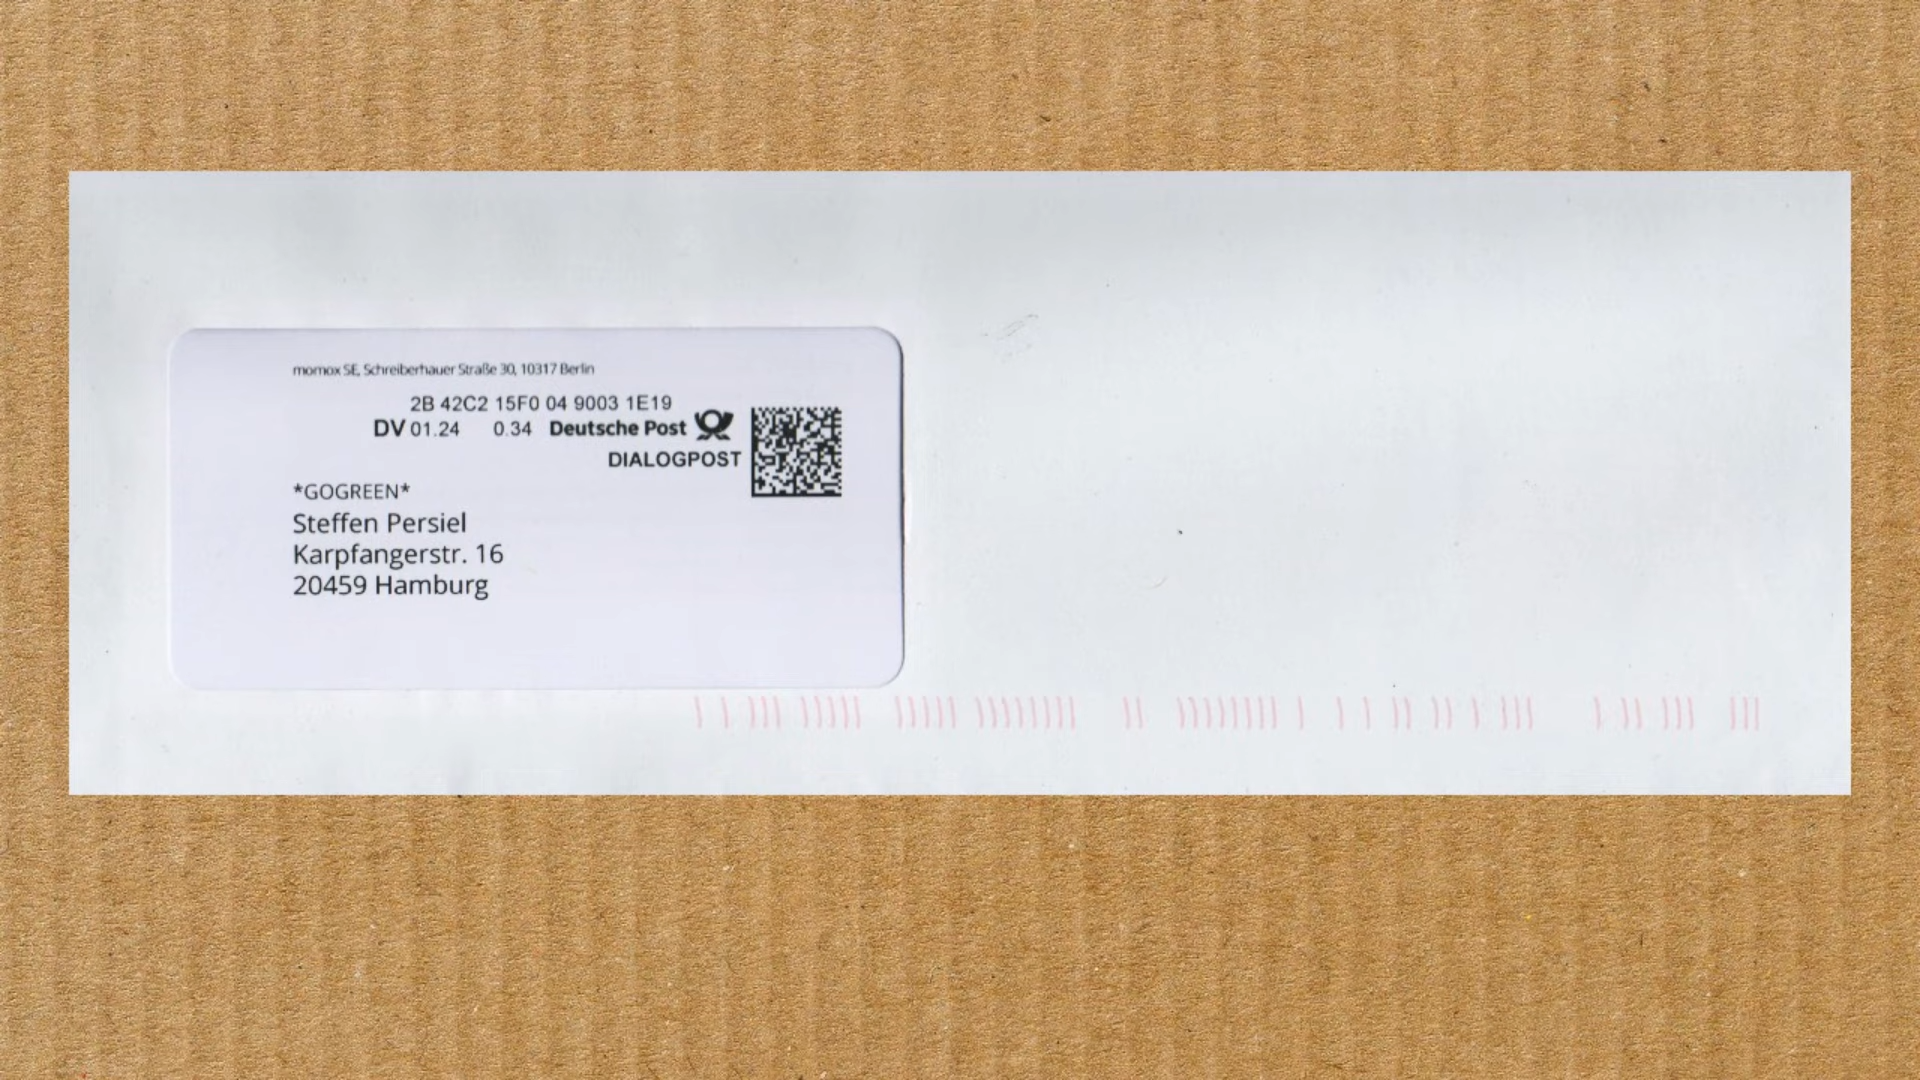 momox SE, Schreiberhauer Straße 30, 10317 Berlin
2B 42C2 15F0 04 9003 1E19
DV 01.24 0.34 Deutsche Post
DIALOGPOST
*GOGREEN*
Steffen Persiel
Karpfangerstr. 16
20459 Hamburg